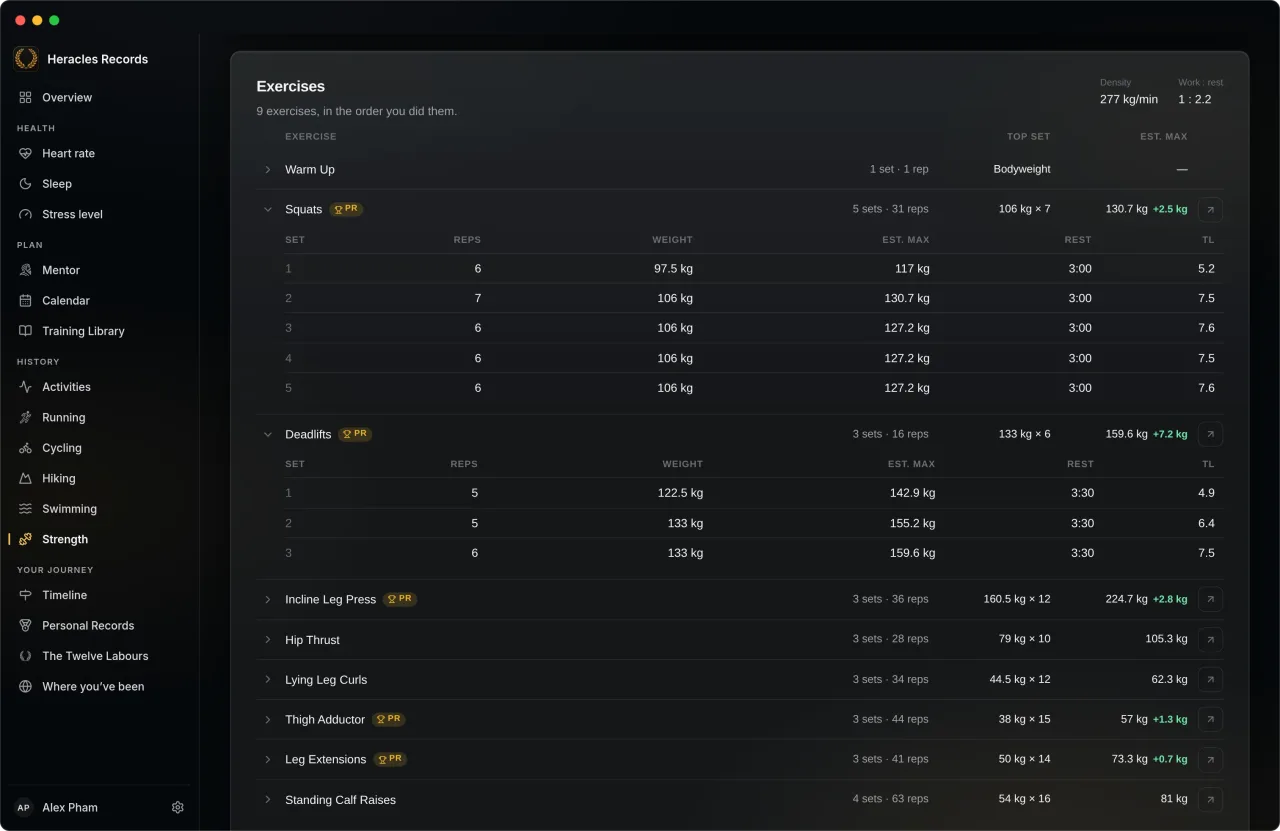 Heracles Records
Overview
HEALTH
Heart rate
Sleep
Stress level
PLAN
Mentor
Calendar
Training Library
HISTORY
Activities
Running
Cycling
Hiking
Swimming
Strength
YOUR JOURNEY
Timeline
Personal Records
The Twelve Labours
Where you've been
AP Alex Pham
Exercises
9 exercises, in the order you did them.
Density Work : rest
277 kg/min 1 : 2.2
EXERCISE TOP SET EST. MAX
Warm Up 1 set · 1 rep Bodyweight —
Squats PR 5 sets · 31 reps 106 kg × 7 130.7 kg +2.5 kg
SET REPS WEIGHT EST. MAX REST TL
1 6 97.5 kg 117 kg 3:00 5.2
2 7 106 kg 130.7 kg 3:00 7.5
3 6 106 kg 127.2 kg 3:00 7.6
4 6 106 kg 127.2 kg 3:00 7.5
5 6 106 kg 127.2 kg 3:00 7.6
Deadlifts PR 3 sets · 16 reps 133 kg × 6 159.6 kg +7.2 kg
SET REPS WEIGHT EST. MAX REST TL
1 5 122.5 kg 142.9 kg 3:30 4.9
2 5 133 kg 155.2 kg 3:30 6.4
3 6 133 kg 159.6 kg 3:30 7.5
Incline Leg Press PR 3 sets · 36 reps 160.5 kg × 12 224.7 kg +2.8 kg
Hip Thrust 3 sets · 28 reps 79 kg × 10 105.3 kg
Lying Leg Curls 3 sets · 34 reps 44.5 kg × 12 62.3 kg
Thigh Adductor PR 3 sets · 44 reps 38 kg × 15 57 kg +1.3 kg
Leg Extensions PR 3 sets · 41 reps 50 kg × 14 73.3 kg +0.7 kg
Standing Calf Raises 4 sets · 63 reps 54 kg × 16 81 kg